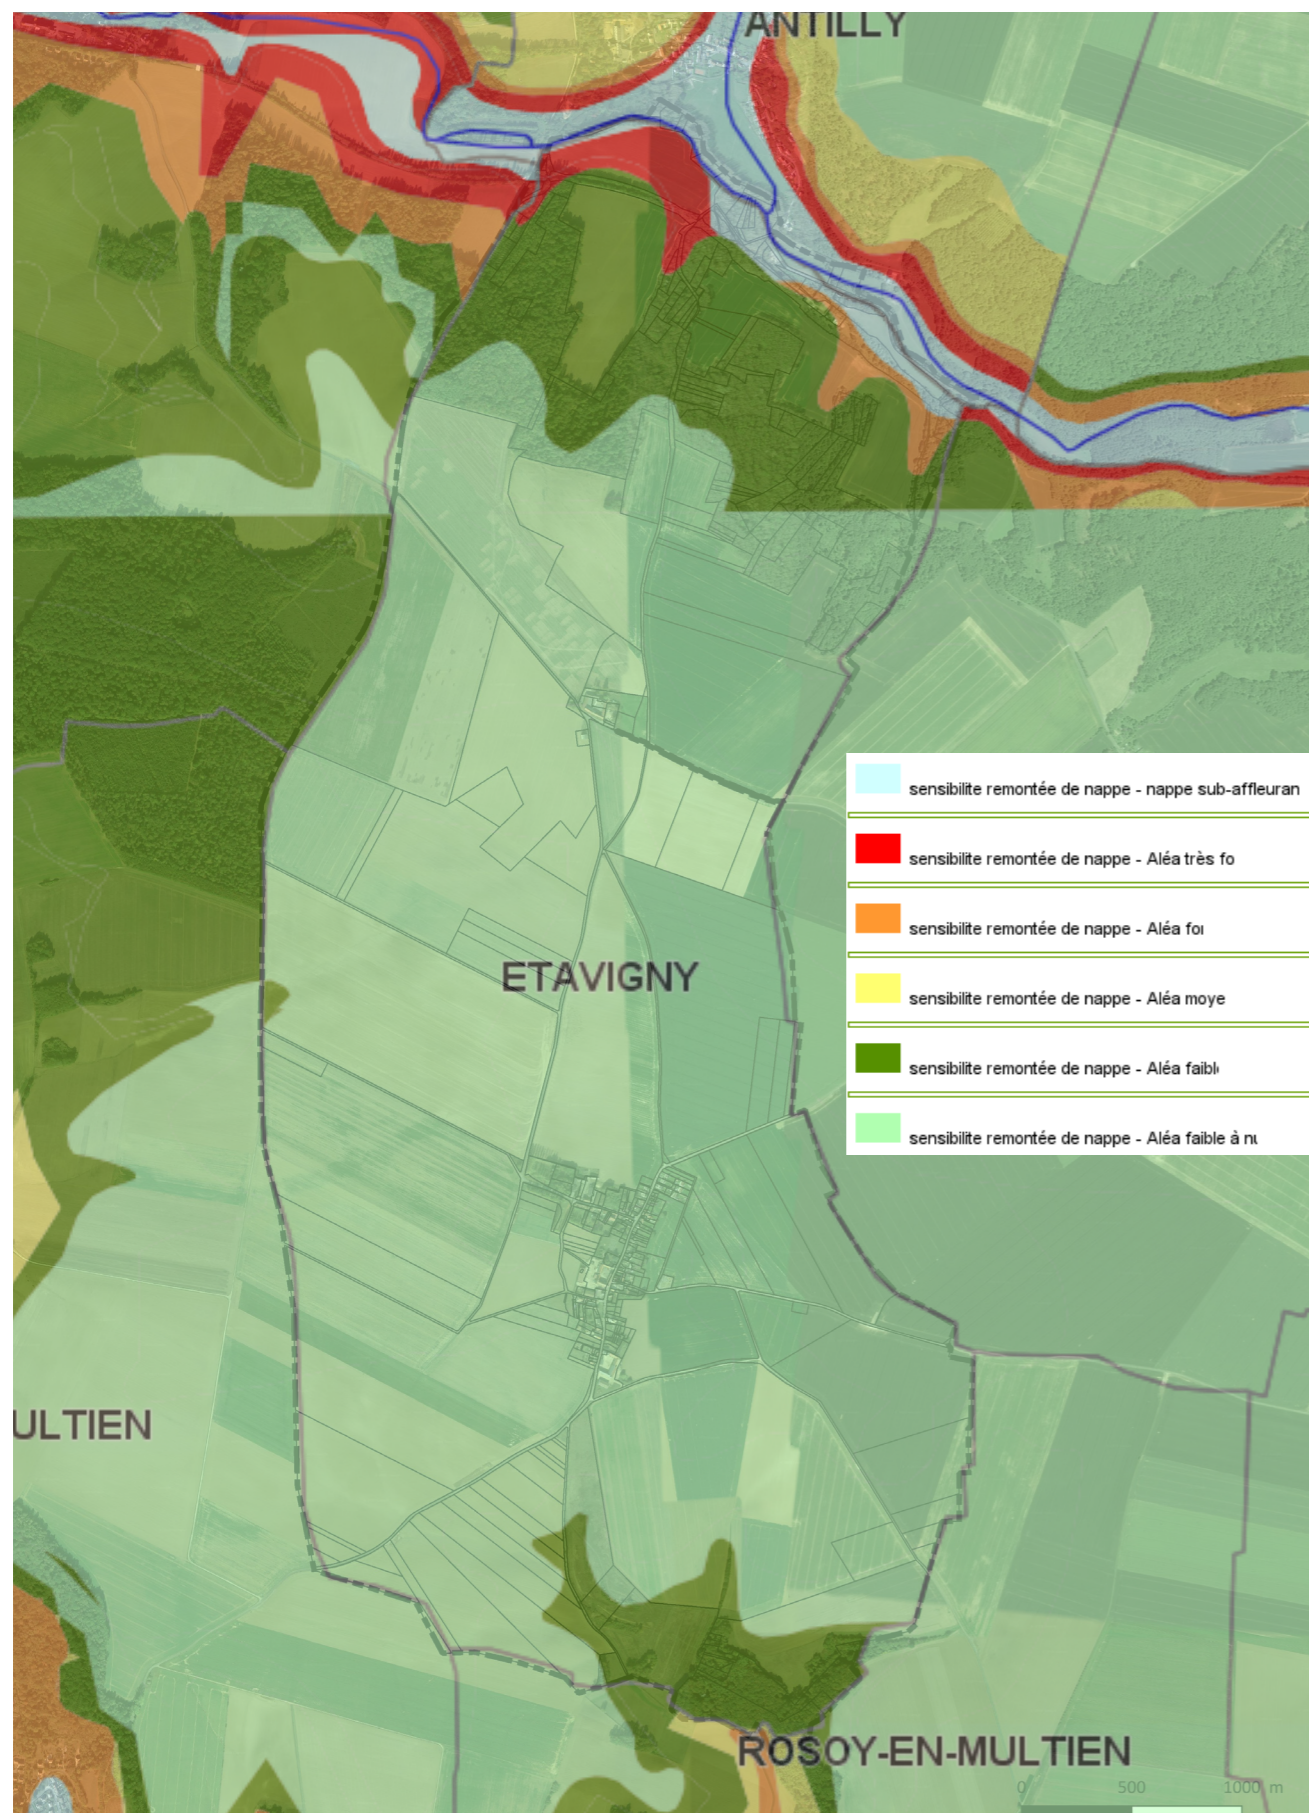 ANTILLY
sensibilite remontée de nappe - nappe sub-affleuran
sensibilite remontée de nappe - Aléa très fo
sensibilite remontée de nappe - Aléa foi
ETAVIGNY
sensibilite remontée de nappe - Aléa moye
sensibilite remontée de nappe - Aléa faibl
sensibilite remontée de nappe - Aléa faible à nu
ULTIEN
ROSOY-EN-MULTIEN
0 500 1000 m